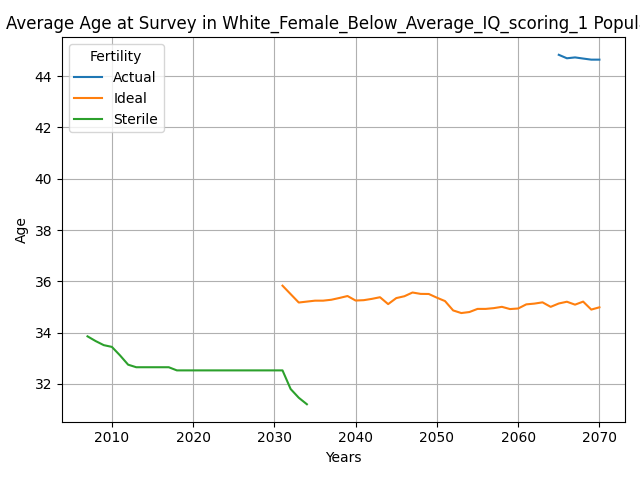 Average Age at Survey in White_Female_Below_Average_IQ_scoring_1 Popul
Fertility
Actual
Ideal
Sterile
44
42
40
38
36
34
32
Age
2010 2020 2030 2040 2050 2060 2070
Years